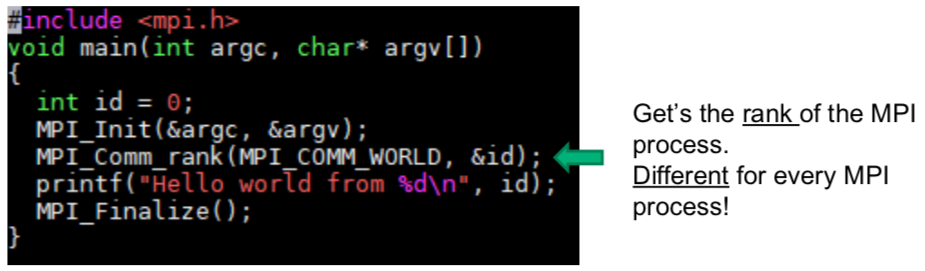 #include <mpi.h>
void main(int argc, char* argv[])
{
  int id = 0;
  MPI_Init(&argc, &argv);
  MPI_Comm_rank(MPI_COMM_WORLD, &id);
  printf("Hello world from %d\n", id);
  MPI_Finalize();
}
Get's the rank of the MPI
process.
Different for every MPI
process!